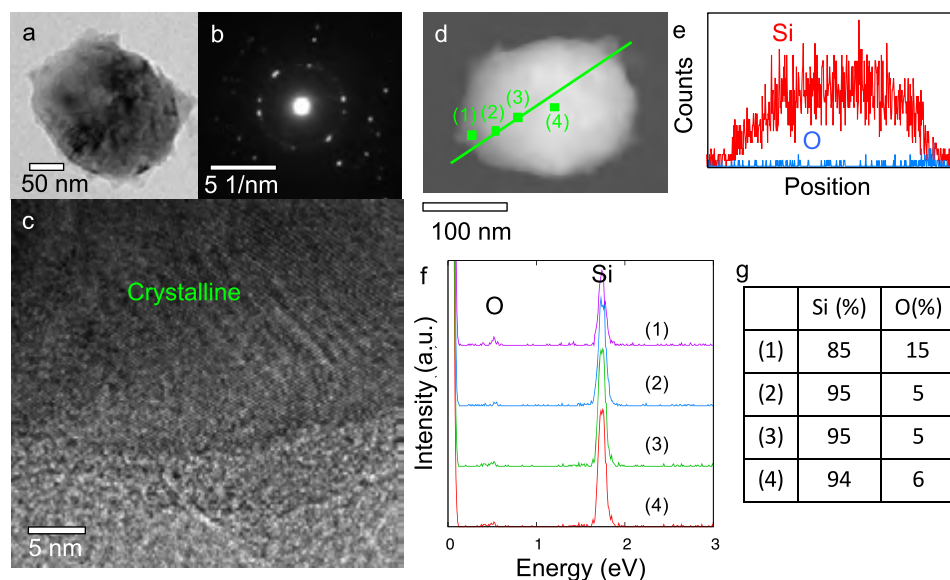 a
50 nm
b
5 1/nm
c
Crystalline
5 nm
d
(1)
(2)
(3)
(4)
100 nm
e
Counts
Si
O
Position
f
Intensity (a.u.)
O
Si
(1)
(2)
(3)
(4)
0 1 2 3
Energy (eV)
g
Si (%) O(%)
(1) 85 15
(2) 95 5
(3) 95 5
(4) 94 6